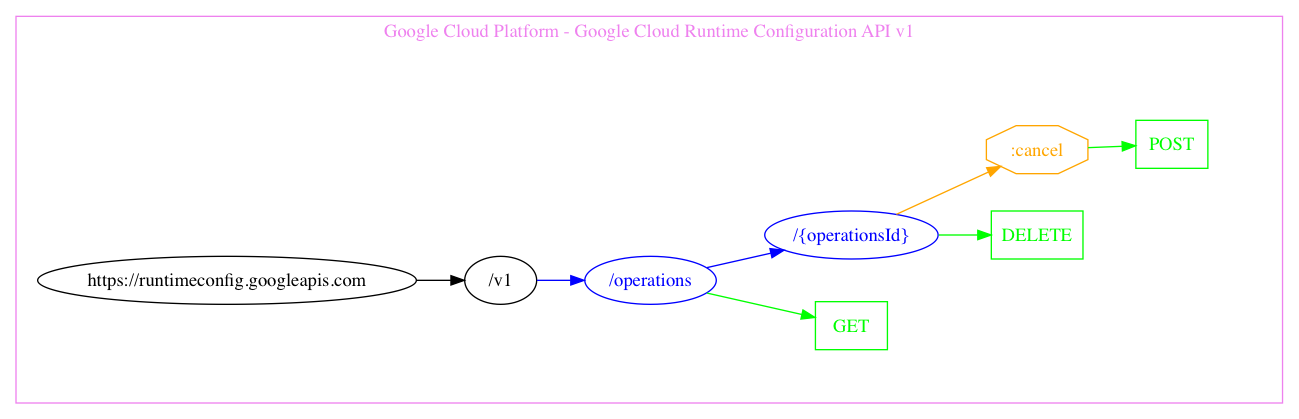 Google Cloud Platform - Google Cloud Runtime Configuration API v1
:cancel
POST
/{operationsId}
DELETE
https://runtimeconfig.googleapis.com
/v1
/operations
GET